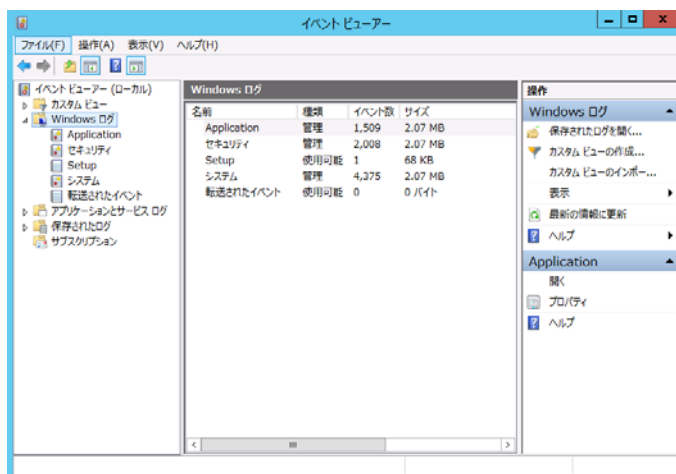 イベント ビューアー
ファイル(F) 操作(A) 表示(V) ヘルプ(H)
イベント ビューアー (ローカル)
カスタム ビュー
Windows ログ
Application
セキュリティ
Setup
システム
転送されたイベント
アプリケーションとサービス ログ
保存されたログ
サブスクリプション
Windows ログ
名前 種類 イベント数 サイズ
Application 管理 1,509 2.07 MB
セキュリティ 管理 2,008 2.07 MB
Setup 使用可能 1 68 KB
システム 管理 4,375 2.07 MB
転送されたイベント 使用可能 0 0 バイト
操作
Windows ログ
保存されたログを開く...
カスタム ビューの作成...
カスタム ビューのインポー...
表示
最新の情報に更新
ヘルプ
Application
開く
プロパティ
ヘルプ